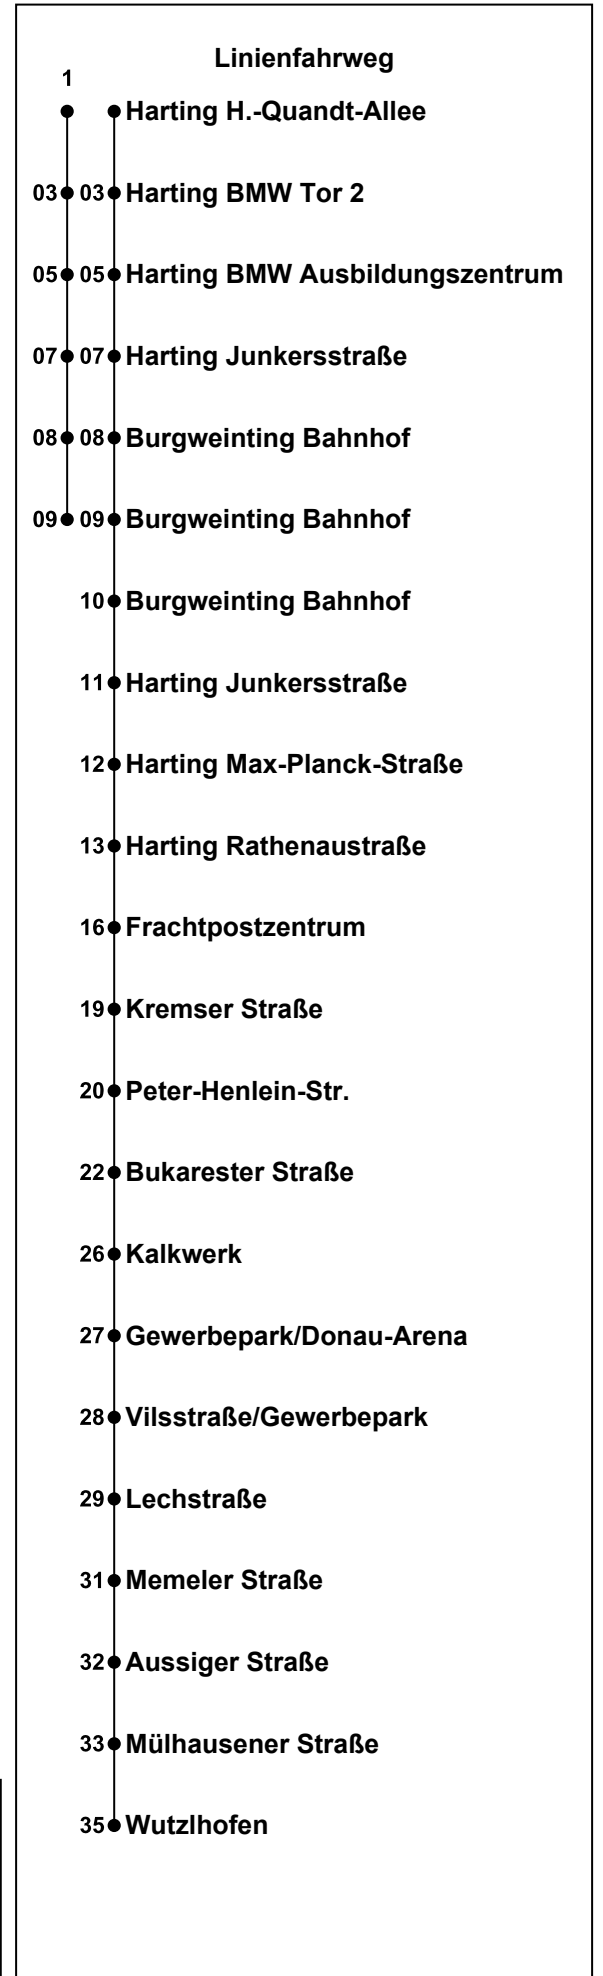 Linienfahrweg
1
Harting H.-Quandt-Allee
03 03 Harting BMW Tor 2
05 05 Harting BMW Ausbildungszentrum
07 07 Harting Junkersstraße
08 08 Burgweinting Bahnhof
09 09 Burgweinting Bahnhof
10 Burgweinting Bahnhof
11 Harting Junkersstraße
12 Harting Max-Planck-Straße
13 Harting Rathenaustraße
16 Frachtpostzentrum
19 Kremser Straße
20 Peter-Henlein-Str.
22 Bukarester Straße
26 Kalkwerk
27 Gewerbepark/Donau-Arena
28 Vilsstraße/Gewerbepark
29 Lechstraße
31 Memeler Straße
32 Aussiger Straße
33 Mülhausener Straße
35 Wutzlhofen